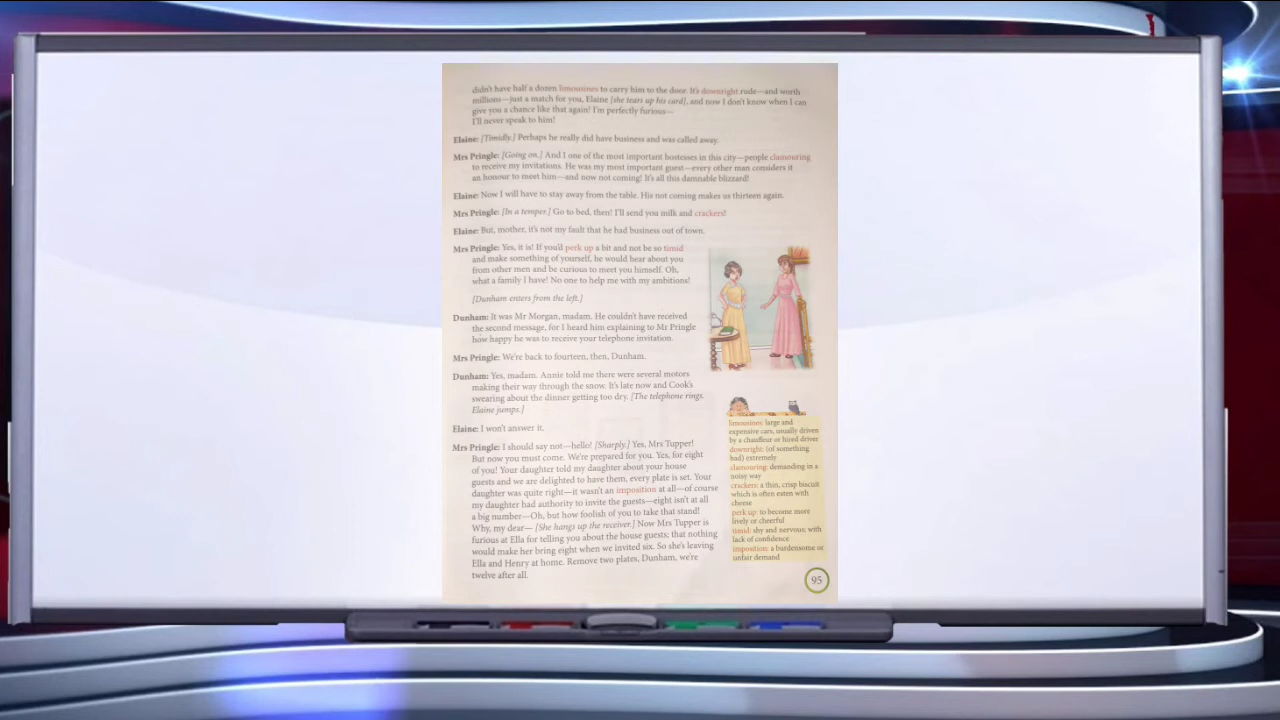 didn't have half a dozen limousines to carry him to the door. It's downright rude—and worth
millions—just a match for you, Elaine [she tears up his card], and now I don't know when I can
give you a chance like that again! I'm perfectly furious—
I'll never speak to him!
Elaine: [Timidly.] Perhaps he really did have business and was called away.
Mrs Pringle: [Going on.] And I one of the most important hostesses in this city—people clamouring
to receive my invitations. He was my most important guest—every other man considers it
an honour to meet him—and now not coming! It's all this damnable blizzard!
Elaine: Now I will have to stay away from the table. His not coming makes us thirteen again.
Mrs Pringle: [In a temper.] Go to bed, then! I'll send you milk and crackers!
Elaine: But, mother, it's not my fault that he had business out of town.
Mrs Pringle: Yes, it is! If you'd perk up a bit and not be so timid
and make something of yourself, he would hear about you
from other men and be curious to meet you himself. Oh,
what a family I have! No one to help me with my ambitions!
[Dunham enters from the left.]
Dunham: It was Mr Morgan, madam. He couldn't have received
the second message, for I heard him explaining to Mr Pringle
how happy he was to receive your telephone invitation.
Mrs Pringle: We're back to fourteen, then, Dunham.
Dunham: Yes, madam. Annie told me there were several motors
making their way through the snow. It's late now and Cook's
swearing about the dinner getting too dry. [The telephone rings.
Elaine jumps.]
Elaine: I won't answer it.
Mrs Pringle: I should say not—hello! [Sharply.] Yes, Mrs Tupper!
But now you must come. We're prepared for you. Yes, for eight
of you! Your daughter told my daughter about your house
guests and we are delighted to have them, every plate is set. Your
daughter was quite right—it wasn't an imposition at all—of course
my daughter had authority to invite the guests—eight isn't at all
a big number—Oh, but how foolish of you to take that stand!
Why, my dear— [She hangs up the receiver.] Now Mrs Tupper is
furious at Ella for telling you about the house guests; that nothing
would make her bring eight when we invited six. So she's leaving
Ella and Henry at home. Remove two plates, Dunham, we're
twelve after all.
limousines: large and
expensive cars, usually driven
by a chauffeur or hired driver
downright: (of something
bad) extremely
clamouring: demanding in a
noisy way
crackers: a thin, crisp biscuit
which is often eaten with
cheese
perk up: to become more
lively or cheerful
timid: shy and nervous; with
lack of confidence
imposition: a burdensome or
unfair demand
95